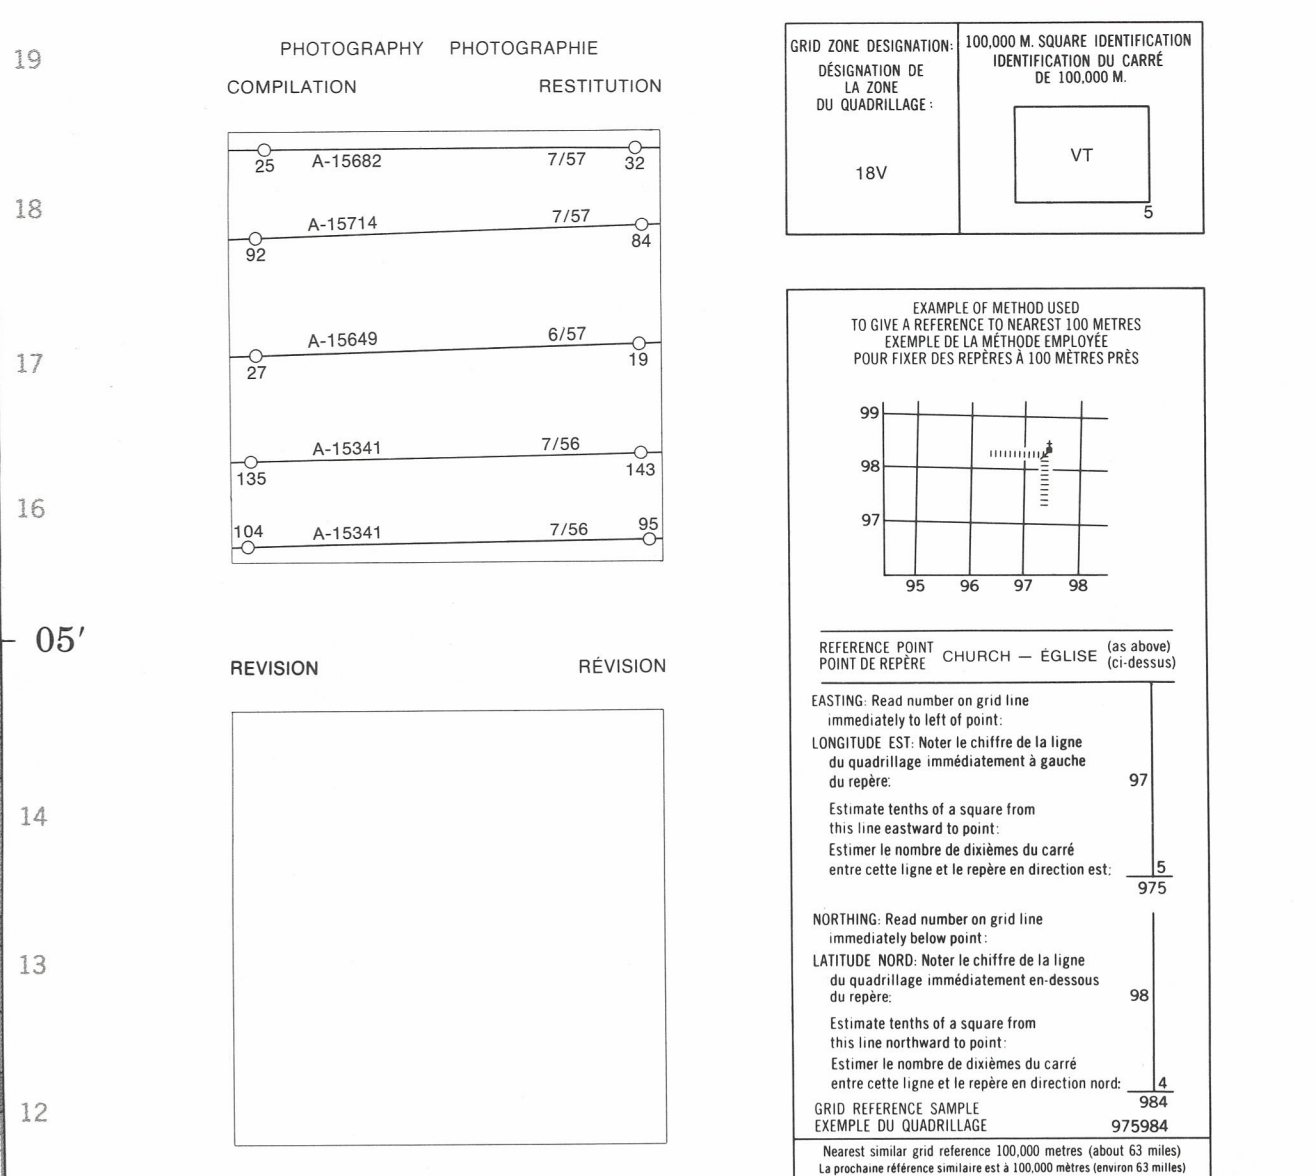 19
18
17
16
05′
14
13
12
PHOTOGRAPHY PHOTOGRAPHIE
COMPILATION RESTITUTION
25 A-15682 7/57 32
A-15714 7/57
92 84
A-15649 6/57
27 19
A-15341 7/56
135 143
104 A-15341 7/56 95
REVISION RÉVISION
GRID ZONE DESIGNATION:
DÉSIGNATION DE
LA ZONE
DU QUADRILLAGE:
18V
100,000 M. SQUARE IDENTIFICATION
IDENTIFICATION DU CARRÉ
DE 100,000 M.
VT
5
EXAMPLE OF METHOD USED
TO GIVE A REFERENCE TO NEAREST 100 METRES
EXEMPLE DE LA MÉTHODE EMPLOYÉE
POUR FIXER DES REPÈRES À 100 MÈTRES PRÈS
99
98
97
95 96 97 98
REFERENCE POINT
POINT DE REPÈRE
CHURCH — ÉGLISE
(as above)
(ci-dessus)
EASTING: Read number on grid line
immediately to left of point:
LONGITUDE EST: Noter le chiffre de la ligne
du quadrillage immédiatement à gauche
du repère: 97
Estimate tenths of a square from
this line eastward to point:
Estimer le nombre de dixièmes du carré
entre cette ligne et le repère en direction est: 5
975
NORTHING: Read number on grid line
immediately below point:
LATITUDE NORD: Noter le chiffre de la ligne
du quadrillage immédiatement en-dessous
du repère: 98
Estimate tenths of a square from
this line northward to point:
Estimer le nombre de dixièmes du carré
entre cette ligne et le repère en direction nord: 4
984
GRID REFERENCE SAMPLE
EXEMPLE DU QUADRILLAGE 975984
Nearest similar grid reference 100,000 metres (about 63 miles)
La prochaine référence similaire est à 100,000 mètres (environ 63 milles)